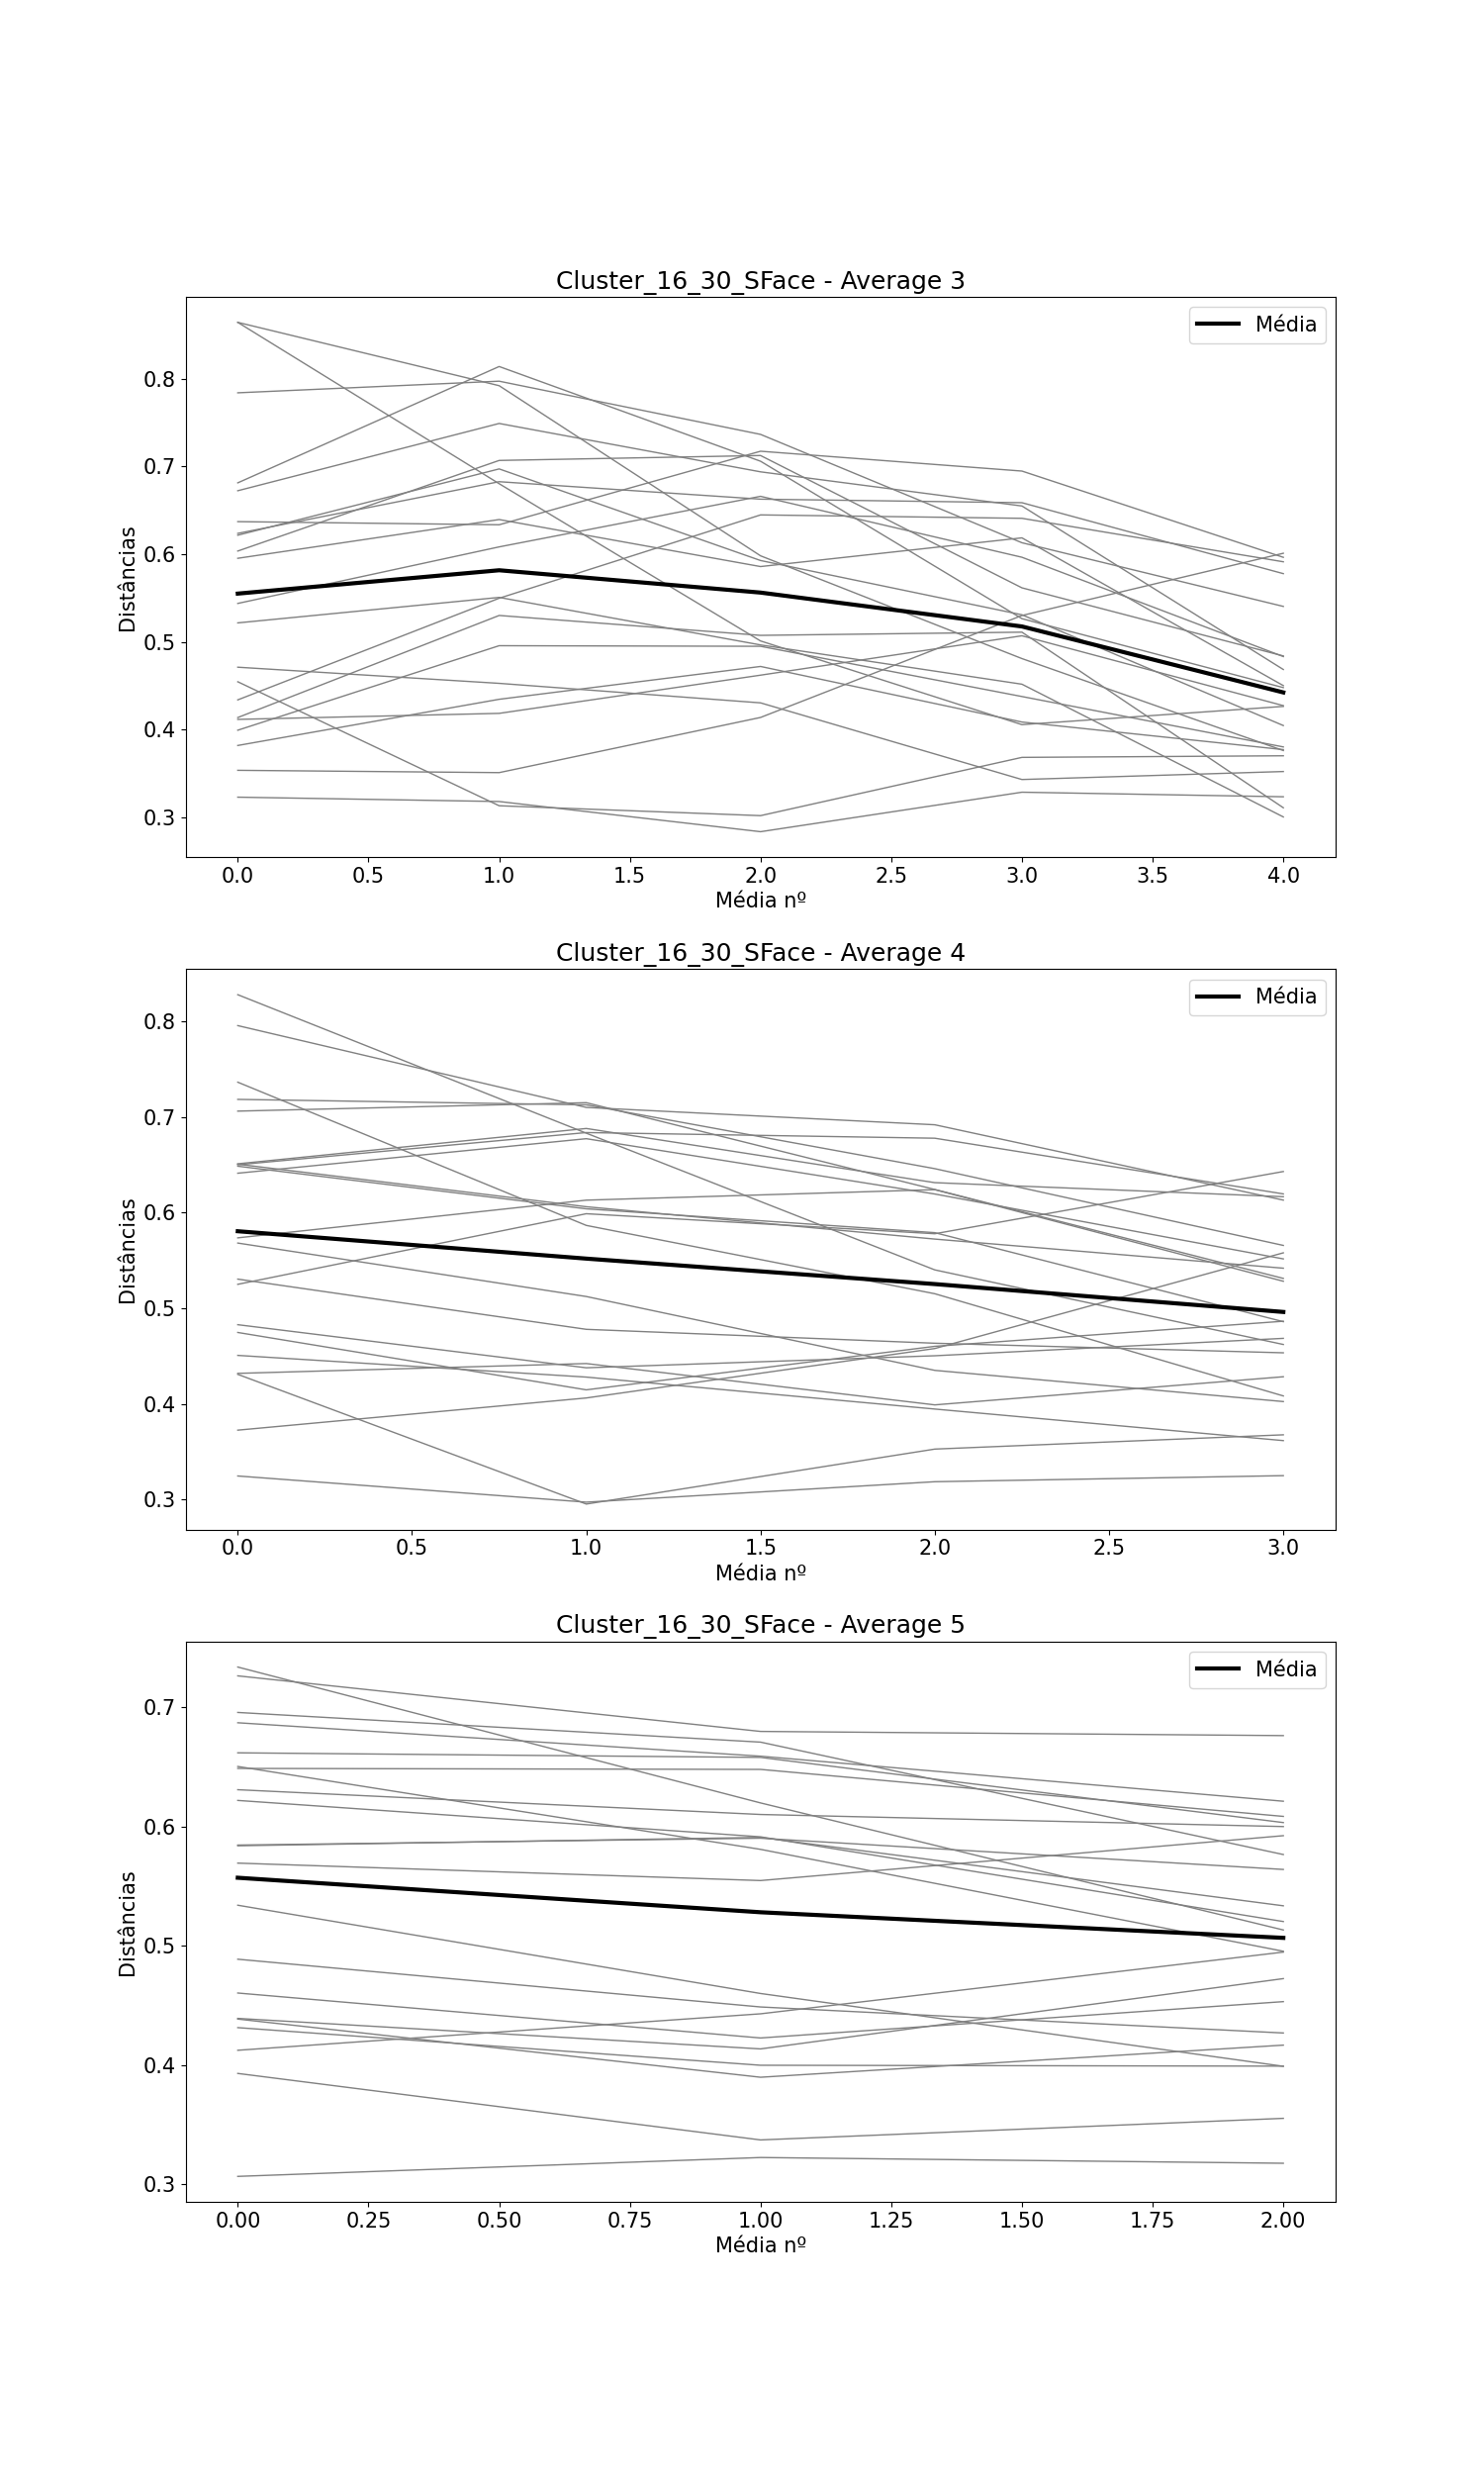 Cluster_16_30_SFace - Average 3
Média
Distâncias
0.8
0.7
0.6
0.5
0.4
0.3
0.0 0.5 1.0 1.5 2.0 2.5 3.0 3.5 4.0
Média nº
Cluster_16_30_SFace - Average 4
Média
Distâncias
0.8
0.7
0.6
0.5
0.4
0.3
0.0 0.5 1.0 1.5 2.0 2.5 3.0
Média nº
Cluster_16_30_SFace - Average 5
Média
Distâncias
0.7
0.6
0.5
0.4
0.3
0.00 0.25 0.50 0.75 1.00 1.25 1.50 1.75 2.00
Média nº